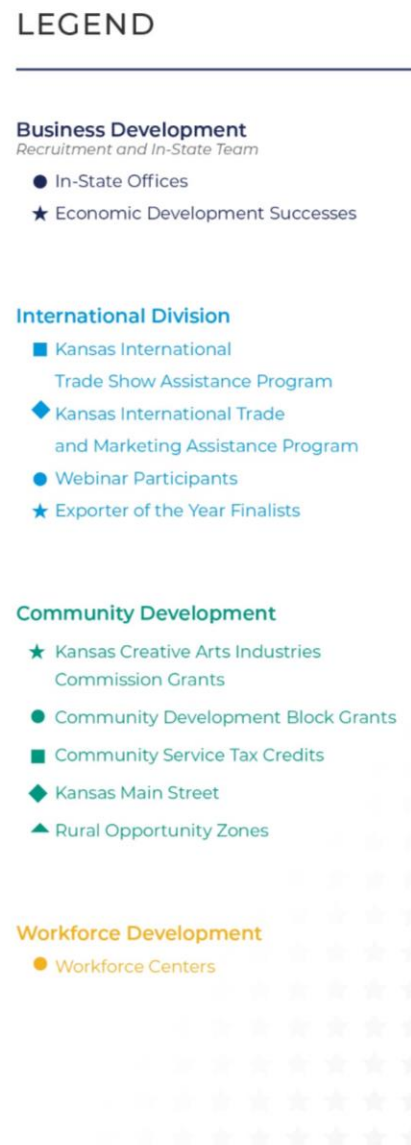 LEGEND
Business Development
Recruitment and In-State Team
In-State Offices
Economic Development Successes
International Division
Kansas International
Trade Show Assistance Program
Kansas International Trade
and Marketing Assistance Program
Webinar Participants
Exporter of the Year Finalists
Community Development
Kansas Creative Arts Industries
Commission Grants
Community Development Block Grants
Community Service Tax Credits
Kansas Main Street
Rural Opportunity Zones
Workforce Development
Workforce Centers